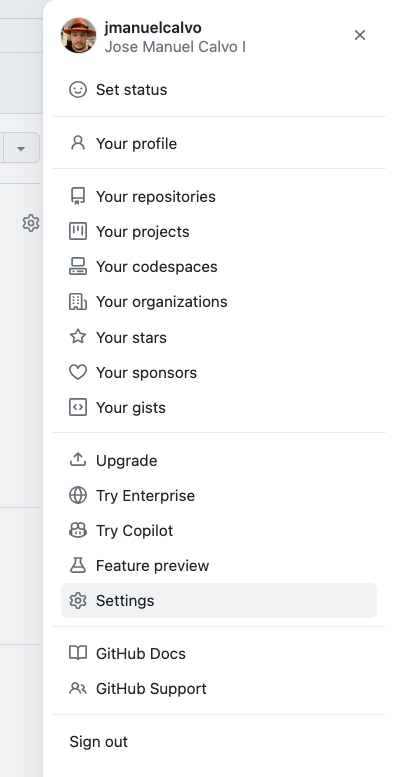 jmanuelcalvo
Jose Manuel Calvo I
Set status
Your profile
Your repositories
Your projects
Your codespaces
Your organizations
Your stars
Your sponsors
Your gists
Upgrade
Try Enterprise
Try Copilot
Feature preview
Settings
GitHub Docs
GitHub Support
Sign out